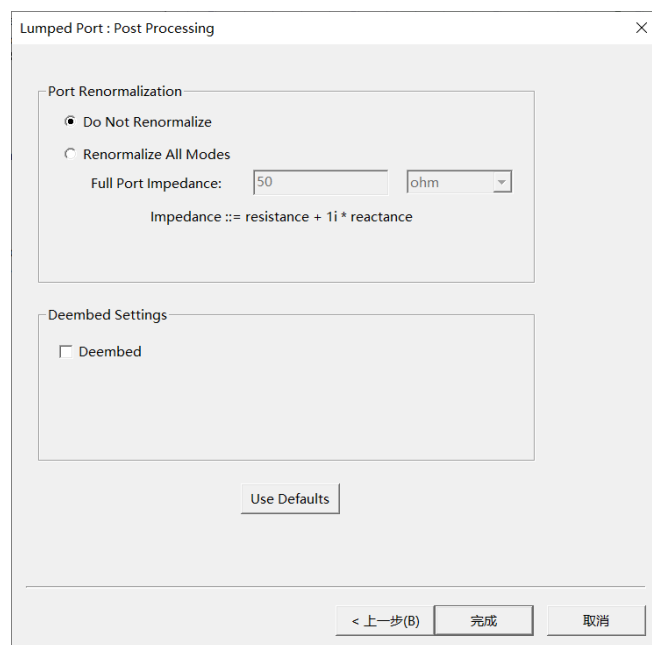 Lumped Port : Post Processing
Port Renormalization
Do Not Renormalize
Renormalize All Modes
Full Port Impedance: 50 ohm
Impedance ::= resistance + 1i * reactance
Deembed Settings
Deembed
Use Defaults
< 上一步(B) 完成 取消